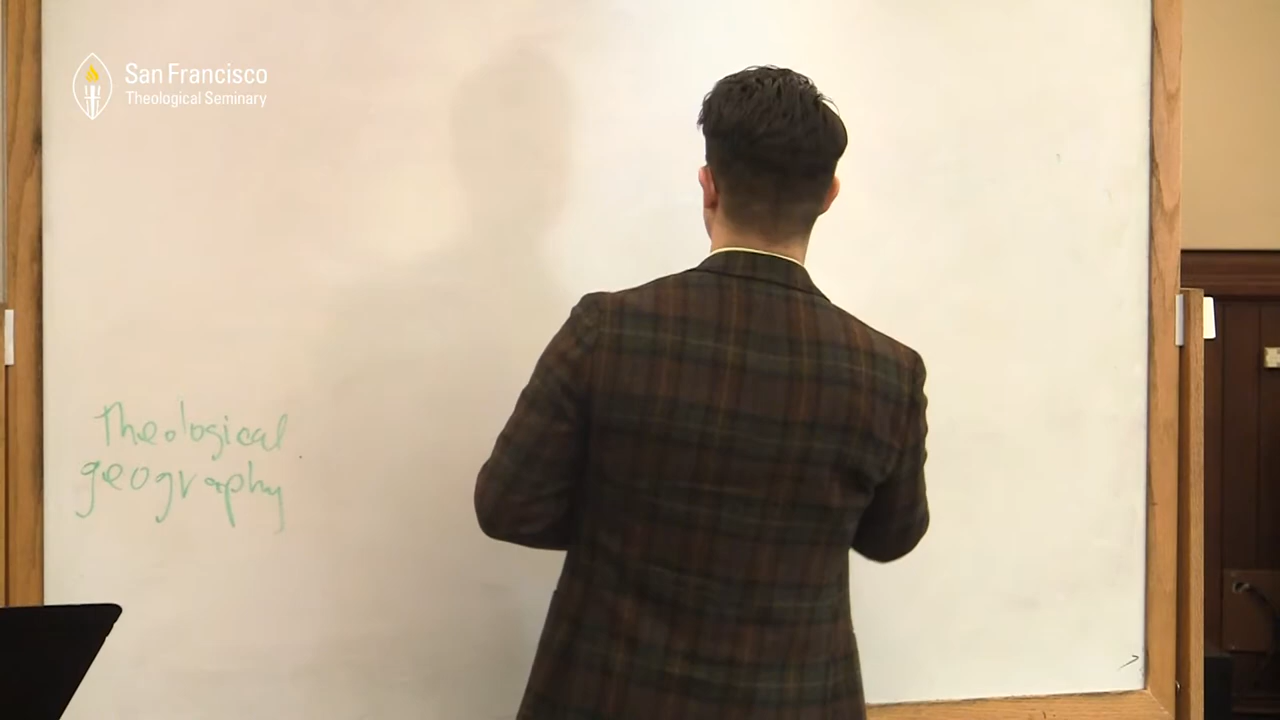 San Francisco
Theological Seminary
Theological
geography